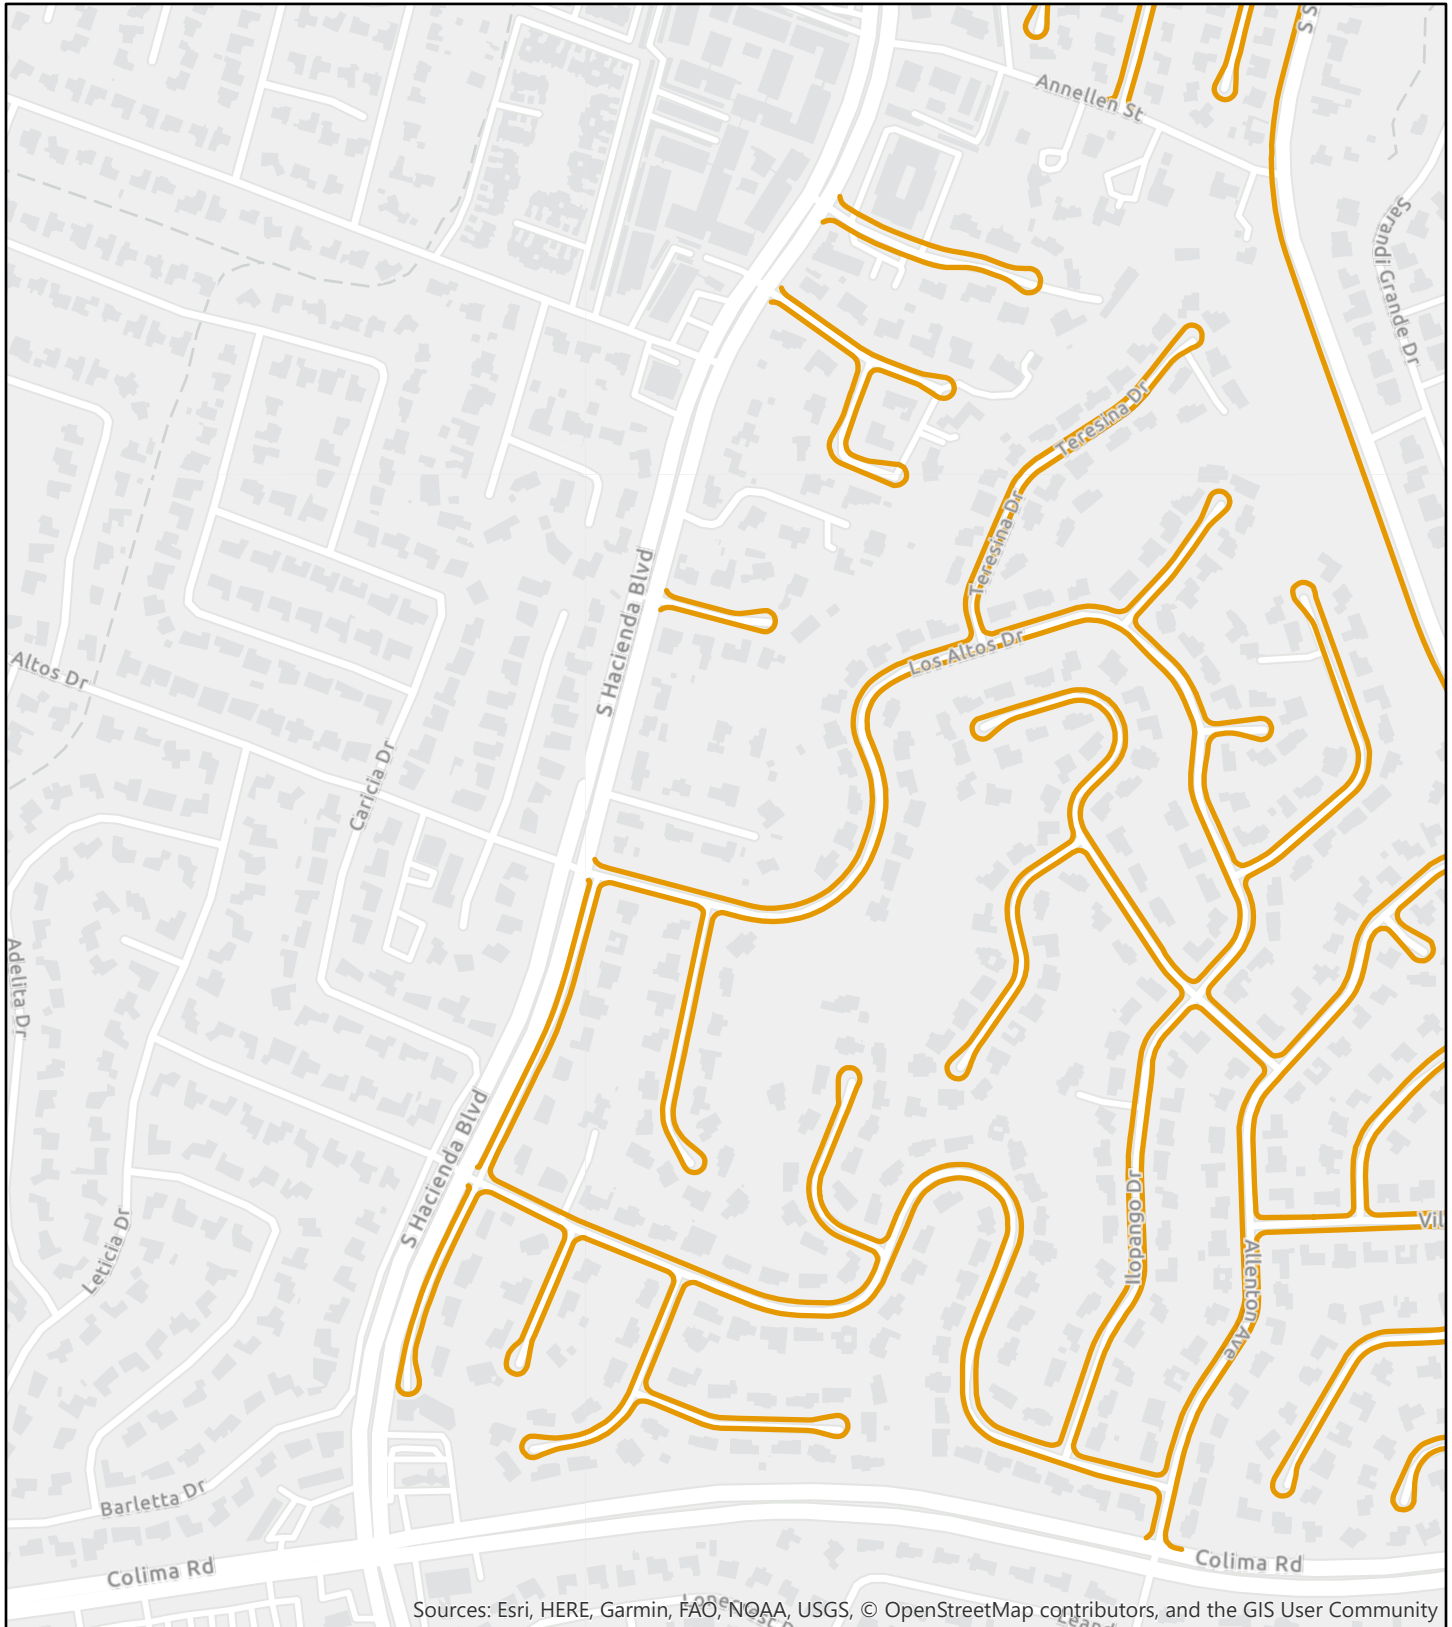 S S
Annellen St
Sarandi Grande Dr
Teresina Dr
Teresina Dr
S Hacienda Blvd
Los Altos Dr
Altos Dr
Caricia Dr
Adelita Dr
S Hacienda Blvd
Leticia Dr
Vil
Allenton Ave
Barletta Dr
Colima Rd
Colima Rd
Sources: Esri, HERE, Garmin, FAO, NOAA, USGS, © OpenStreetMap contributors, and the GIS User Community